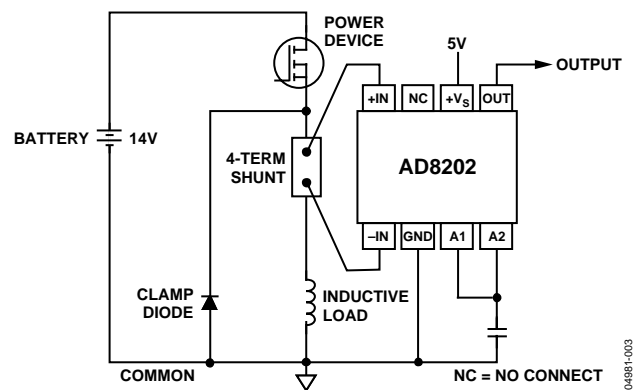 POWER
DEVICE
5V
OUTPUT
+IN
NC
+VS
OUT
BATTERY
14V
4-TERM
SHUNT
AD8202
–IN
GND
A1
A2
CLAMP
DIODE
INDUCTIVE
LOAD
COMMON
NC = NO CONNECT
04981-003